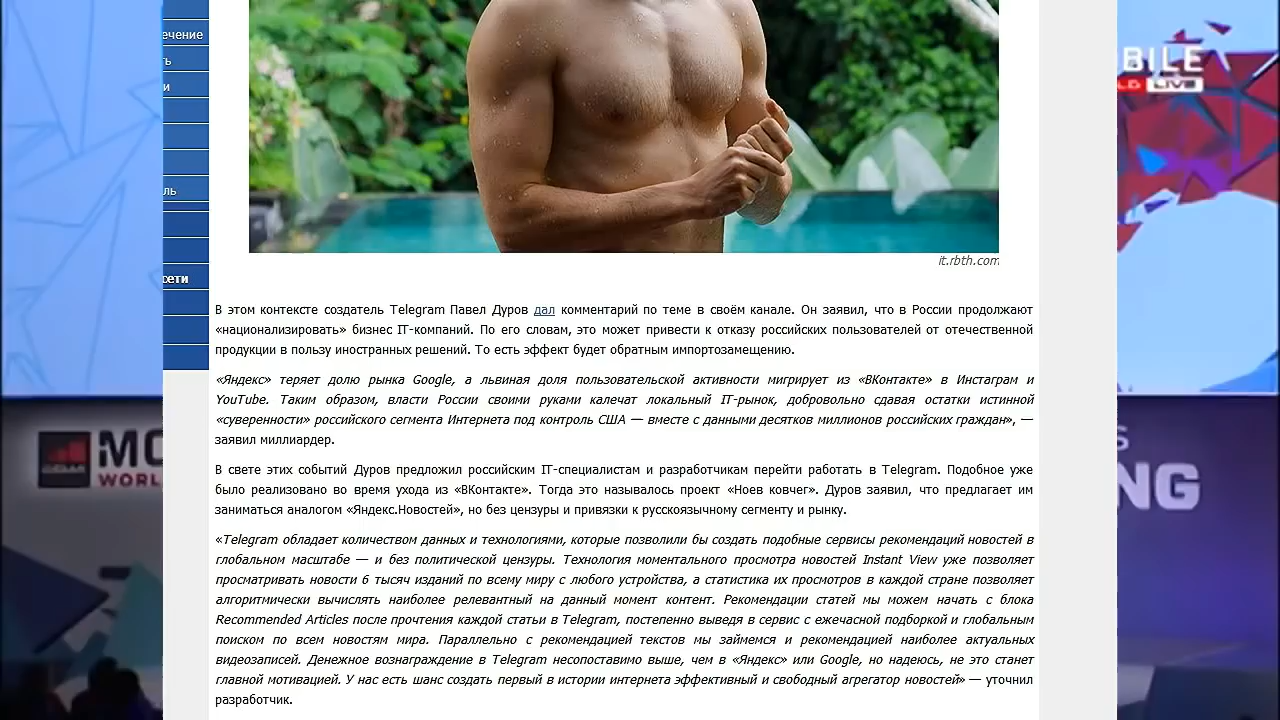 ечение
ть
и
ль
сети
BILE
LD LIVE
MO
WORL
S
NG
it.rbth.com
В этом контексте создатель Telegram Павел Дуров дал комментарий по теме в своём канале. Он заявил, что в России продолжают
«национализировать» бизнес IT-компаний. По его словам, это может привести к отказу российских пользователей от отечественной
продукции в пользу иностранных решений. То есть эффект будет обратным импортозамещению.
«Яндекс» теряет долю рынка Google, а львиная доля пользовательской активности мигрирует из «ВКонтакте» в Инстаграм и
YouTube. Таким образом, власти России своими руками калечат локальный IT-рынок, добровольно сдавая остатки истинной
«суверенности» российского сегмента Интернета под контроль США — вместе с данными десятков миллионов российских граждан», —
заявил миллиардер.
В свете этих событий Дуров предложил российским IT-специалистам и разработчикам перейти работать в Telegram. Подобное уже
было реализовано во время ухода из «ВКонтакте». Тогда это называлось проект «Ноев ковчег». Дуров заявил, что предлагает им
заниматься аналогом «Яндекс.Новостей», но без цензуры и привязки к русскоязычному сегменту и рынку.
«Telegram обладает количеством данных и технологиями, которые позволили бы создать подобные сервисы рекомендаций новостей в
глобальном масштабе — и без политической цензуры. Технология моментального просмотра новостей Instant View уже позволяет
просматривать новости 6 тысяч изданий по всему миру с любого устройства, а статистика их просмотров в каждой стране позволяет
алгоритмически вычислять наиболее релевантный на данный момент контент. Рекомендации статей мы можем начать с блока
Recommended Articles после прочтения каждой статьи в Telegram, постепенно выведя в сервис с ежечасной подборкой и глобальным
поиском по всем новостям мира. Параллельно с рекомендацией текстов мы займемся и рекомендацией наиболее актуальных
видеозаписей. Денежное вознаграждение в Telegram несопоставимо выше, чем в «Яндекс» или Google, но надеюсь, не это станет
главной мотивацией. У нас есть шанс создать первый в истории интернета эффективный и свободный агрегатор новостей» — уточнил
разработчик.